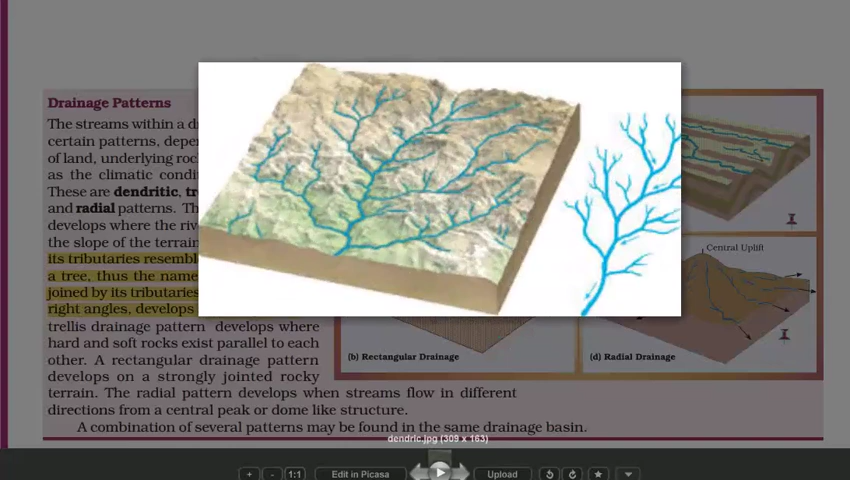 Drainage Patterns
The streams within a
certain patterns, depe
of land, underlying roc
as the climatic condit
These are dendritic, tre
and radial patterns. Th
develops where the rive
the slope of the terrain
its tributaries resembl
a tree, thus the name
joined by its tributaries
right angles, develops
trellis drainage pattern develops where
hard and soft rocks exist parallel to each
other. A rectangular drainage pattern
develops on a strongly jointed rocky
terrain. The radial pattern develops when streams flow in different
directions from a central peak or dome like structure.
A combination of several patterns may be found in the same drainage basin.
Central Uplift
(b) Rectangular Drainage
(d) Radial Drainage
dendric.jpg (309 x 163)
+ - 1:1 Edit in Picasa Upload